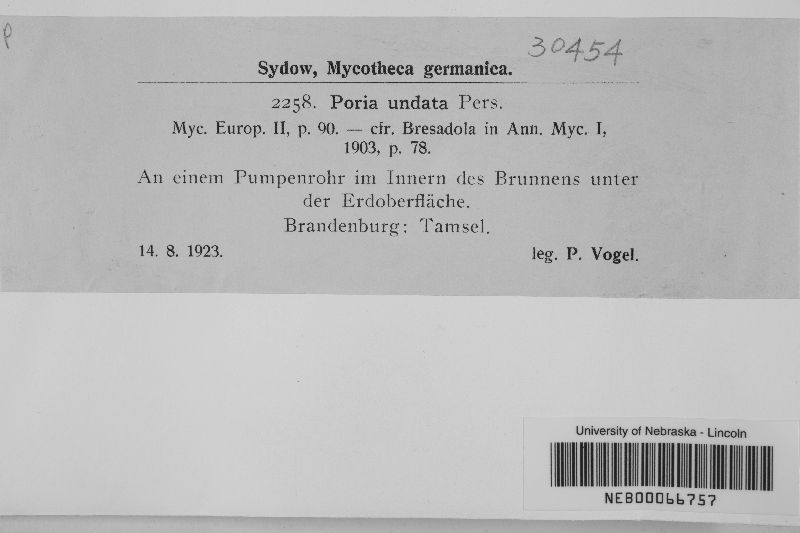 P
30454
Sydow, Mycotheca germanica.
2258. Poria undata Pers.
Myc. Europ. II, p. 90. — cfr. Bresadola in Ann. Myc. I,
1903, p. 78.
An einem Pumpenrohr im Innern des Brunnens unter
der Erdoberfläche.
Brandenburg: Tamsel.
14. 8. 1923. leg. P. Vogel.
University of Nebraska - Lincoln
NEB00066757